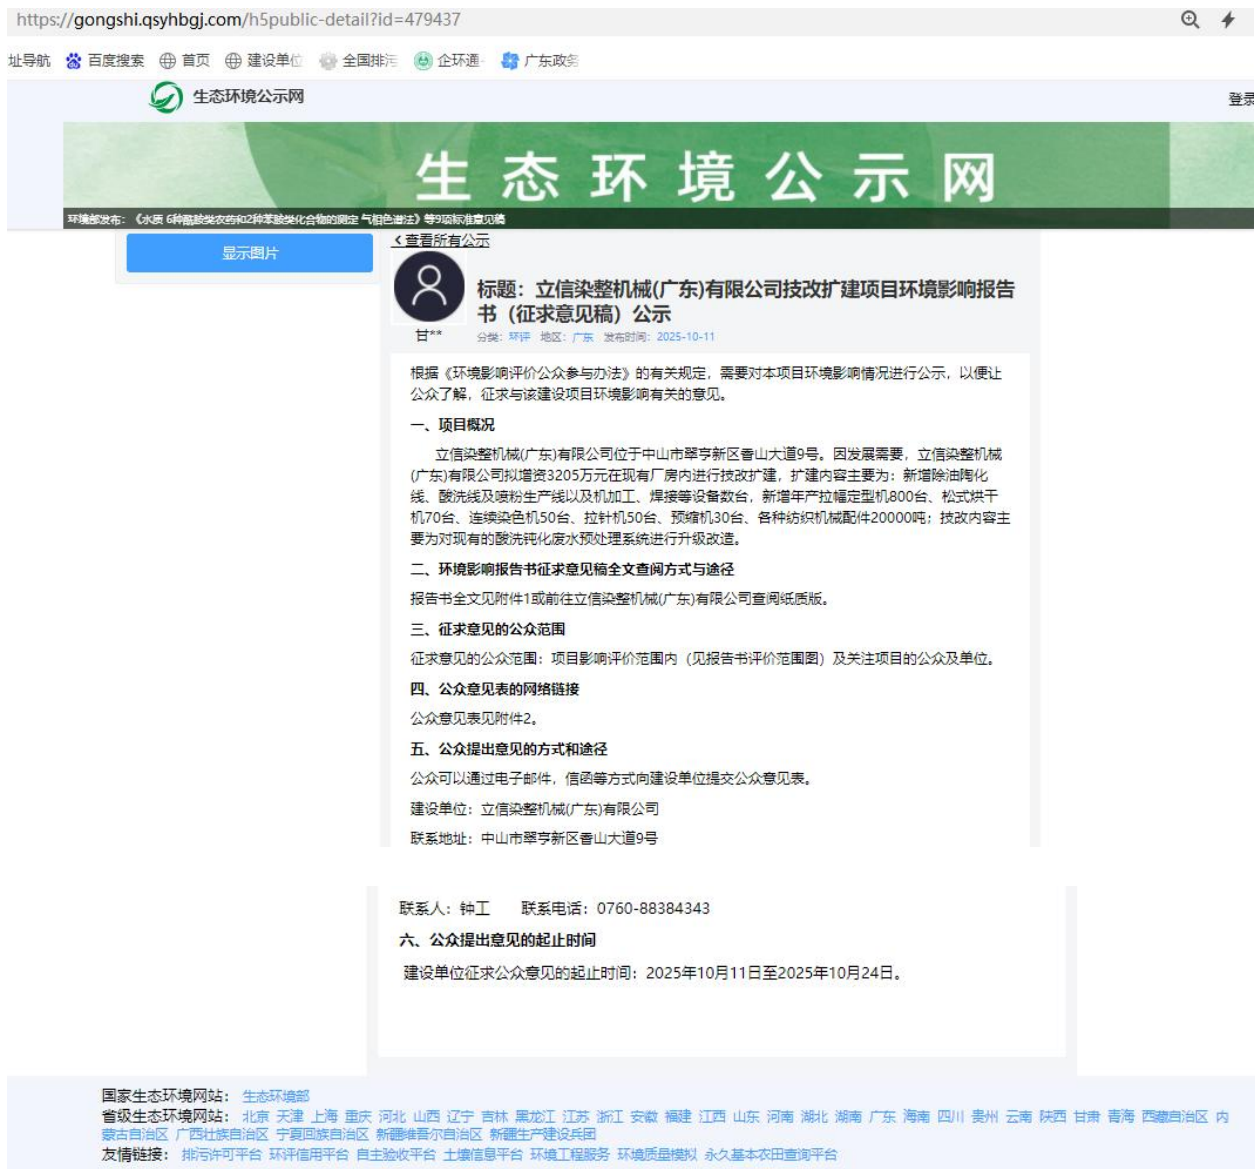 https://gongshi.qsyhbgj.com/h5public-detail?id=479437
址导航 百度搜索 首页 建设单位 全国排污 企环通- 广东政务
生态环境公示网
登录
生态环境公示网
环境部发布：《水质 6种酰胺类农药和2种苯胺类化合物的测定 气相色谱法》等9项标准意见稿
显示图片
查看所有公示
标题：立信染整机械(广东)有限公司技改扩建项目环境影响报告
书（征求意见稿）公示
甘**
分类：环评 地区：广东 发布时间：2025-10-11
根据《环境影响评价公众参与办法》的有关规定，需要对本项目环境影响情况进行公示，以便让
公众了解，征求与该建设项目环境影响有关的意见。
一、项目概况
立信染整机械(广东)有限公司位于中山市翠亨新区香山大道9号。因发展需要，立信染整机械
(广东)有限公司拟增资3205万元在现有厂房内进行技改扩建，扩建内容主要为：新增除油陶化
线、酸洗线及喷粉生产线以及机加工、焊接等设备数台，新增年产拉幅定型机800台、松式烘干
机70台、连续染色机50台、拉针机50台、预缩机30台、各种纺织机械配件20000吨；技改内容主
要为对现有的酸洗钝化废水预处理系统进行升级改造。
二、环境影响报告书征求意见稿全文查阅方式与途径
报告书全文见附件1或前往立信染整机械(广东)有限公司查阅纸质版。
三、征求意见的公众范围
征求意见的公众范围：项目影响评价范围内（见报告书评价范围图）及关注项目的公众及单位。
四、公众意见表的网络链接
公众意见表见附件2。
五、公众提出意见的方式和途径
公众可以通过电子邮件，信函等方式向建设单位提交公众意见表。
建设单位：立信染整机械(广东)有限公司
联系地址：中山市翠亨新区香山大道9号
联系人：钟工 联系电话：0760-88384343
六、公众提出意见的起止时间
建设单位征求公众意见的起止时间：2025年10月11日至2025年10月24日。
国家生态环境网站： 生态环境部
省级生态环境网站： 北京 天津 上海 重庆 河北 山西 辽宁 吉林 黑龙江 江苏 浙江 安徽 福建 江西 山东 河南 湖北 湖南 广东 海南 四川 贵州 云南 陕西 甘肃 青海 西藏自治区 内
蒙古自治区 广西壮族自治区 宁夏回族自治区 新疆维吾尔自治区 新疆生产建设兵团
友情链接： 排污许可平台 环评信用平台 自主验收平台 土壤信息平台 环境工程服务 环境质量模拟 永久基本农田查询平台